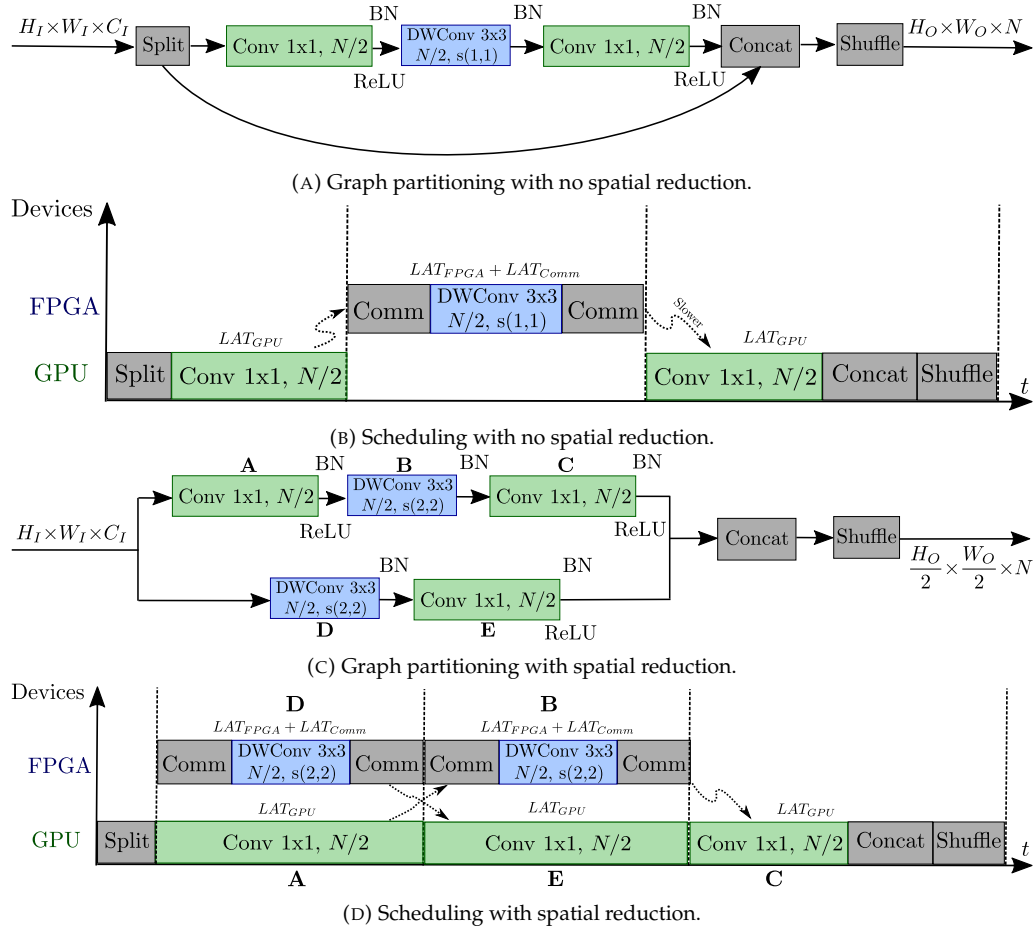 H_I×W_I×C_I
Split
Conv 1x1, N/2
BN
ReLU
DWConv 3x3
N/2, s(1,1)
BN
Conv 1x1, N/2
BN
ReLU
Concat
Shuffle
H_O×W_O×N
(A) Graph partitioning with no spatial reduction.
Devices
FPGA
GPU
LAT_FPGA + LAT_Comm
Comm
DWConv 3x3
N/2, s(1,1)
Comm
Slower
LAT_GPU
LAT_GPU
Split
Conv 1x1, N/2
Conv 1x1, N/2
Concat
Shuffle
t
(B) Scheduling with no spatial reduction.
H_I×W_I×C_I
A
Conv 1x1, N/2
BN
ReLU
B
DWConv 3x3
N/2, s(2,2)
BN
C
Conv 1x1, N/2
BN
ReLU
DWConv 3x3
N/2, s(2,2)
D
BN
Conv 1x1, N/2
E
BN
ReLU
Concat
Shuffle
H_O/2 × W_O/2 ×N
(C) Graph partitioning with spatial reduction.
Devices
FPGA
GPU
D
LAT_FPGA + LAT_Comm
Comm
DWConv 3x3
N/2, s(2,2)
Comm
B
LAT_FPGA + LAT_Comm
Comm
DWConv 3x3
N/2, s(2,2)
Comm
LAT_GPU
LAT_GPU
LAT_GPU
Split
Conv 1x1, N/2
Conv 1x1, N/2
Conv 1x1, N/2
Concat
Shuffle
t
A
E
C
(D) Scheduling with spatial reduction.